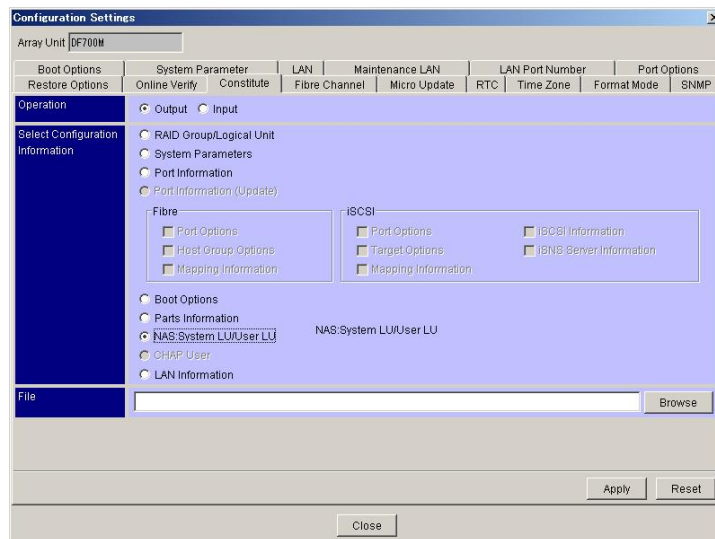 Configuration Settings
Array Unit DF700M
Boot Options System Parameter LAN Maintenance LAN LAN Port Number Port Options
Restore Options Online Verify Constitute Fibre Channel Micro Update RTC Time Zone Format Mode SNMP
Operation Output Input
Select Configuration Information
RAID Group/Logical Unit
System Parameters
Port Information
Port Information (Update)
Fibre
Port Options
Host Group Options
Mapping Information
iSCSI
Port Options iSCSI Information
Target Options iSNS Server Information
Mapping Information
Boot Options
Parts Information
NAS:System LU/User LU NAS:System LU/User LU
CHAP User
LAN Information
File Browse
Apply Reset
Close